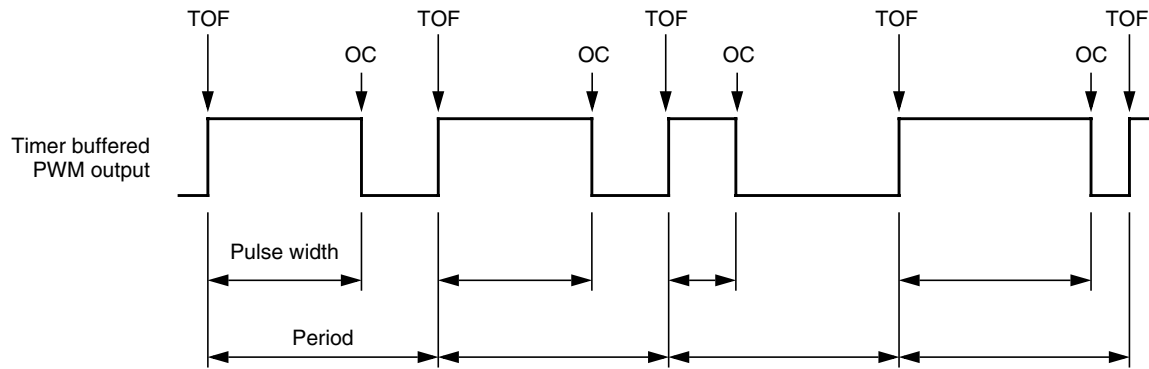 TOF TOF TOF TOF TOF
OC OC OC OC
Timer buffered
PWM output
Pulse width
Period